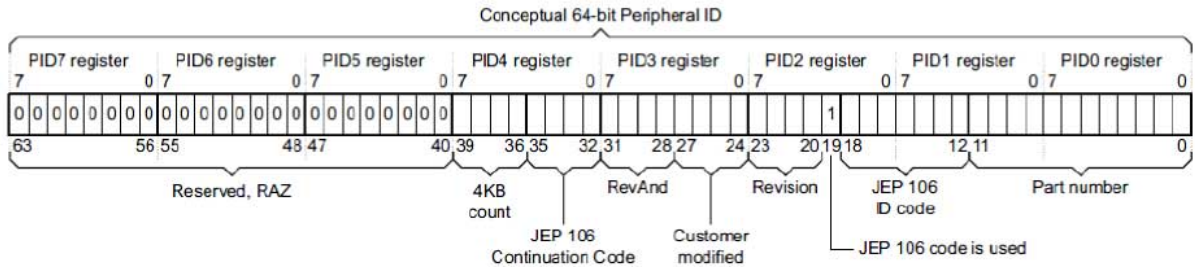 Conceptual 64-bit Peripheral ID
PID7 register PID6 register PID5 register PID4 register PID3 register PID2 register PID1 register PID0 register
7 0 7 0 7 0 7 0 7 0 7 0 7 0 7 0
0 0 0 0 0 0 0 0 0 0 0 0 0 0 0 0 0 0 0 0 0 0 0 0 1
63 56 55 48 47 40 39 36 35 32 31 28 27 24 23 20 19 18 12 11 0
Reserved, RAZ 4KB RevAnd Revision JEP 106 Part number
count ID code
JEP 106 Customer JEP 106 code is used
Continuation Code modified